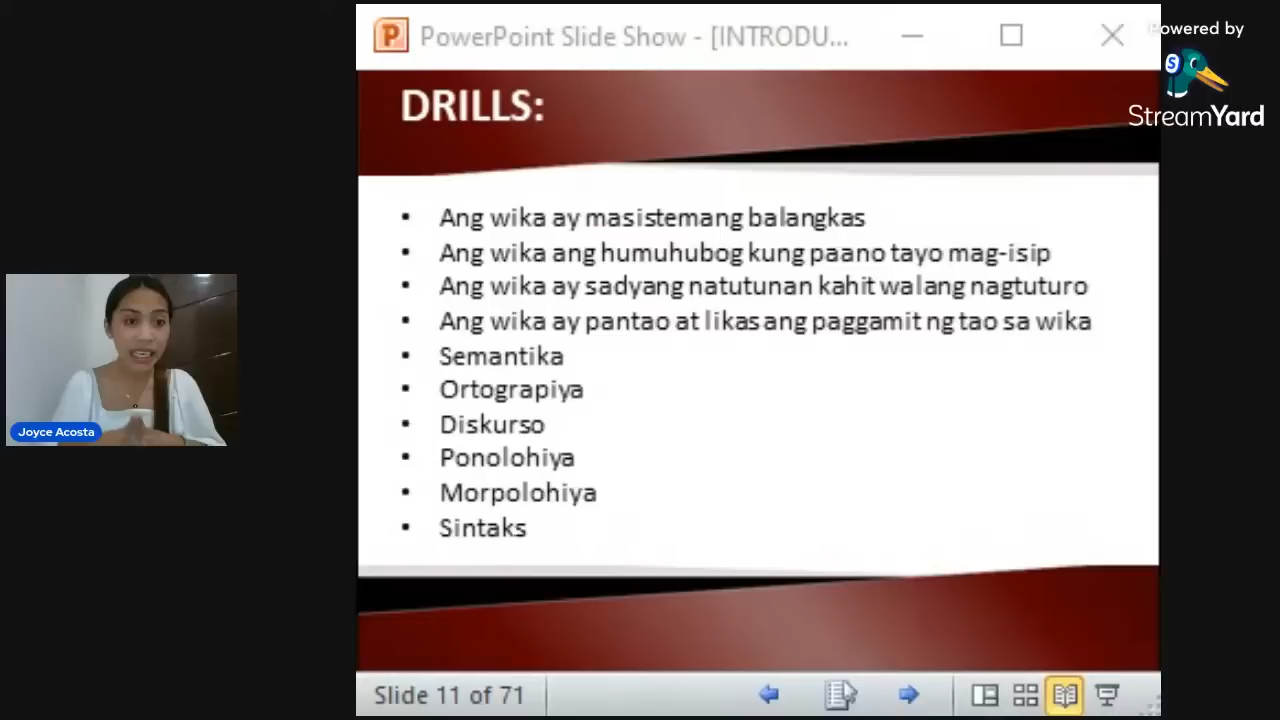 PowerPoint Slide Show - [INTRODU...
Powered by
StreamYard
DRILLS:
• Ang wika ay masistemang balangkas
• Ang wika ang humuhubog kung paano tayo mag-isip
• Ang wika ay sadyang natutunan kahit walang nagtuturo
• Ang wika ay pantao at likas ang paggamit ng tao sa wika
• Semantika
• Ortograpiya
• Diskurso
• Ponolohiya
• Morpolohiya
• Sintaks
Joyce Acosta
Slide 11 of 71